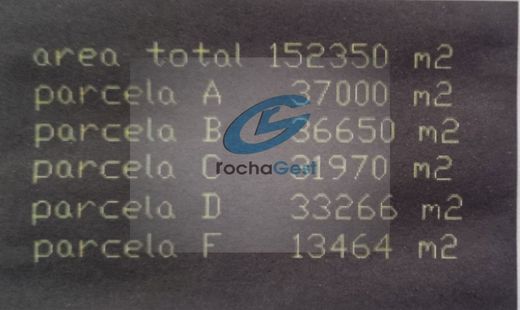 area total 152350 m2
parcela A 37000 m2
parcela B 36650 m2
parcela C 31970 m2
rochaGest
parcela D 33266 m2
parcela F 13464 m2